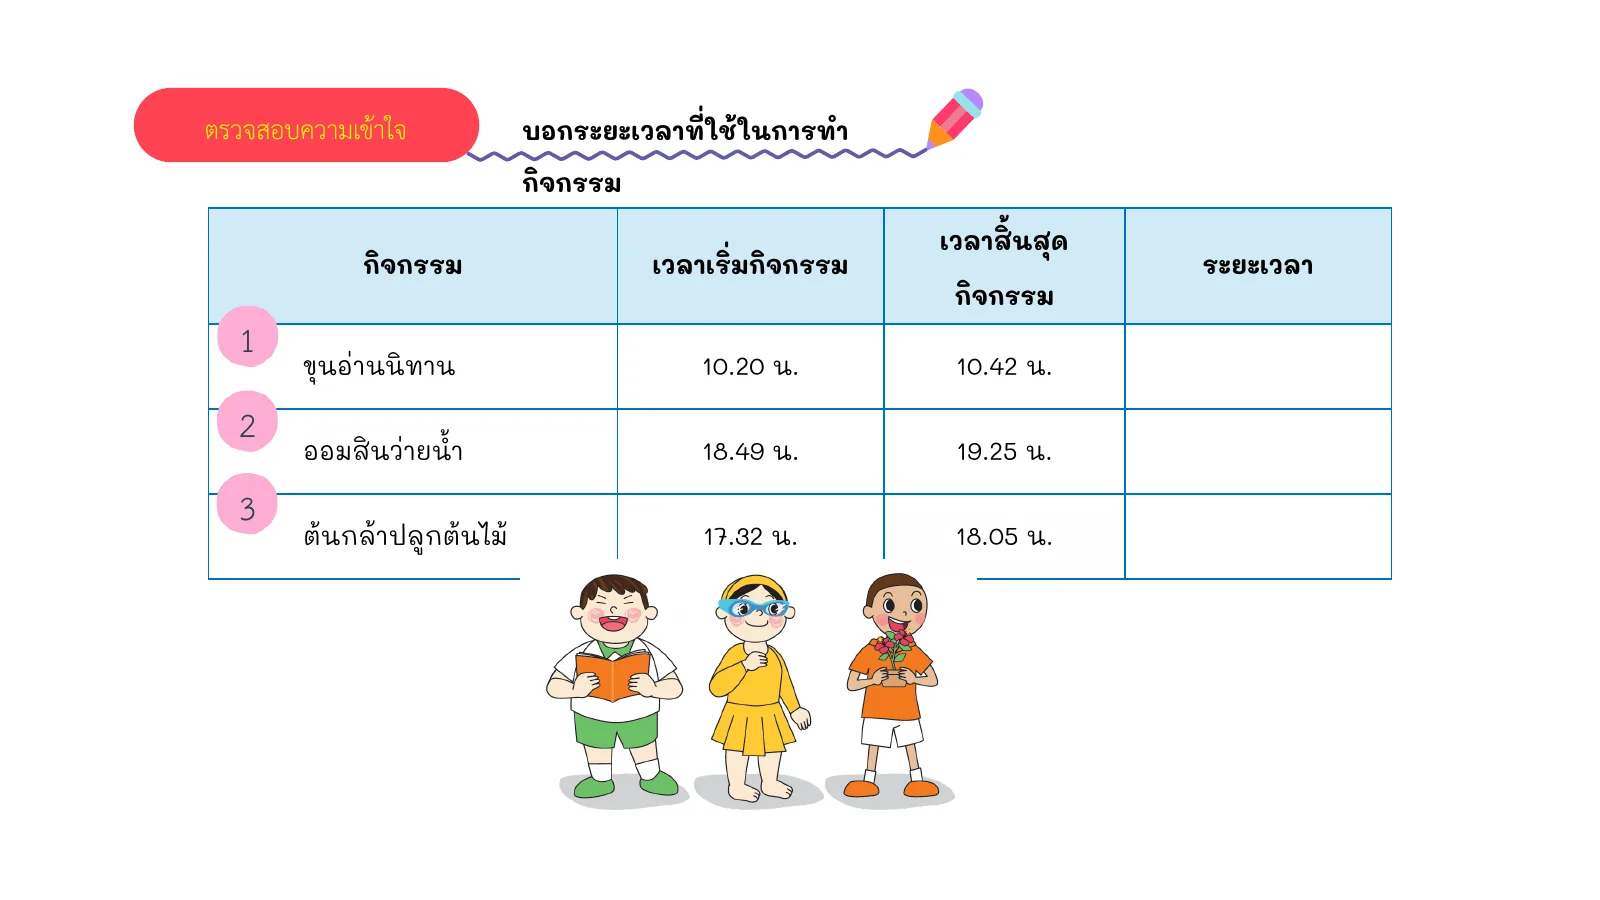 ตรวจสอบความเข้าใจ
บอกระยะเวลาที่ใช้ในการทำ
กิจกรรม
กิจกรรม เวลาเริ่มกิจกรรม เวลาสิ้นสุด กิจกรรม ระยะเวลา
1 ขุนอ่านนิทาน 10.20 น. 10.42 น.
2 ออมสินว่ายน้ำ 18.49 น. 19.25 น.
3 ต้นกล้าปลูกต้นไม้ 17.32 น. 18.05 น.